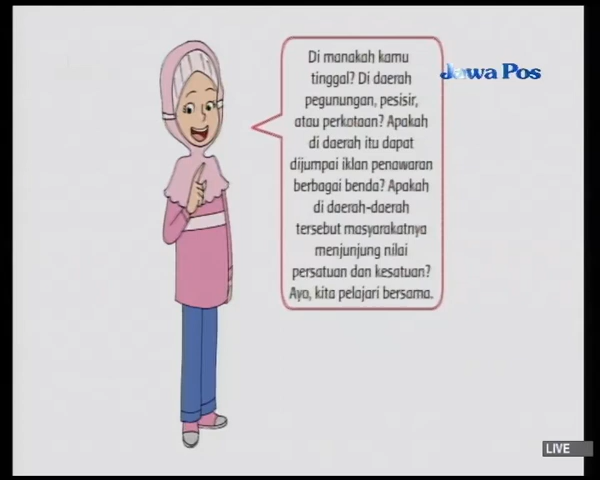 Di manakah kamu
tinggal? Di daerah
pegunungan, pesisir,
atau perkotaan? Apakah
di daerah itu dapat
dijumpai iklan penawaran
berbagai benda? Apakah
di daerah-daerah
tersebut masyarakatnya
menjunjung nilai
persatuan dan kesatuan?
Ayo, kita pelajari bersama.
Jawa Pos
LIVE